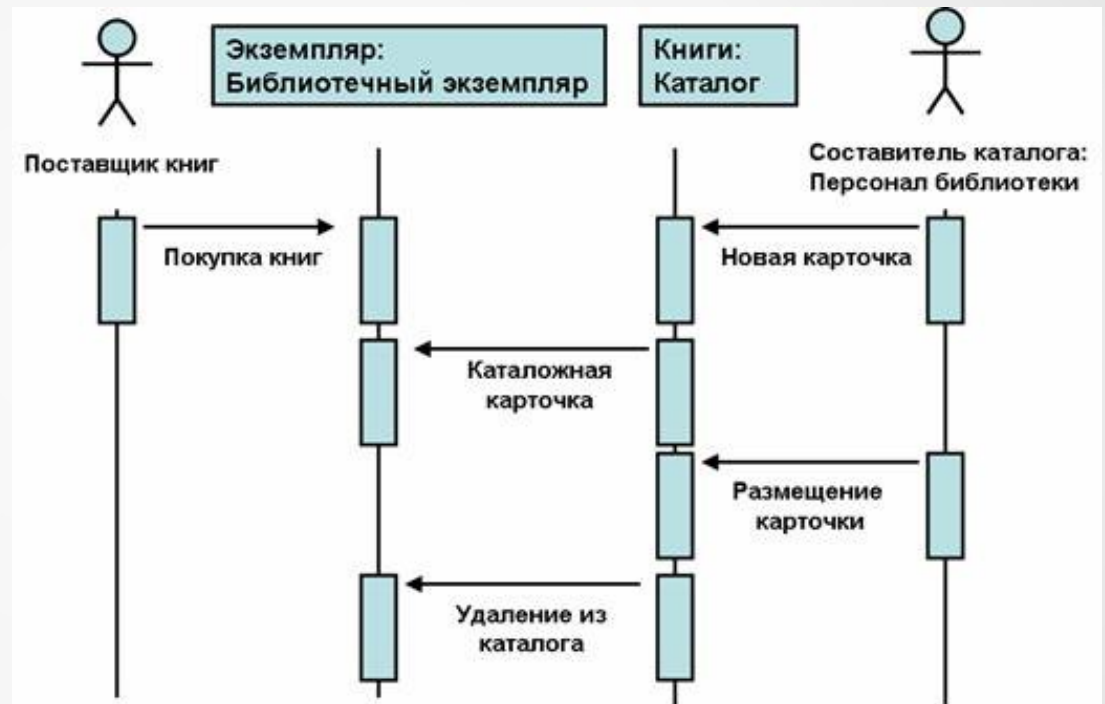 Экземпляр:
Библиотечный экземпляр
Книги:
Каталог
Поставщик книг
Составитель каталога:
Персонал библиотеки
Покупка книг
Новая карточка
Каталожная
карточка
Размещение
карточки
Удаление из
каталога